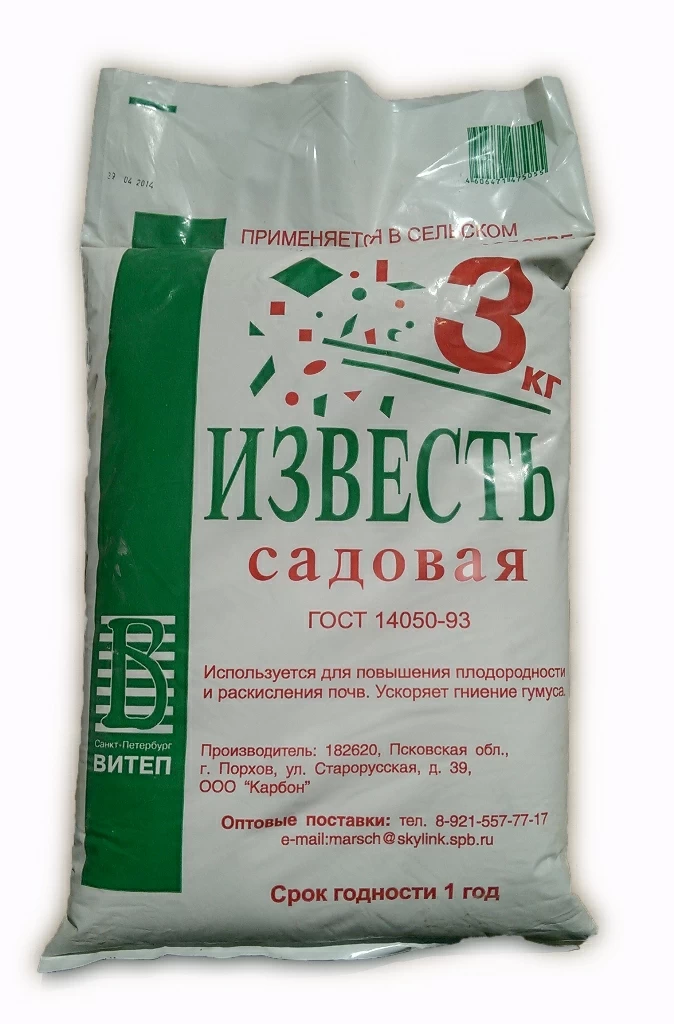 27 04 2014
ПРИМЕНЯЕТСЯ В СЕЛЬСКОМ
3 кг
ИЗВЕСТЬ
садовая
ГОСТ 14050-93
Используется для повышения плодородности
и раскисления почв. Ускоряет гниение гумуса.
В
Санкт-Петербург
ВИТЕП
Производитель: 182620, Псковская обл.,
г. Порхов, ул. Старорусская, д. 39,
ООО "Карбон"
Оптовые поставки: тел. 8-921-557-77-17
e-mail:marsch@skylink.spb.ru
Срок годности 1 год